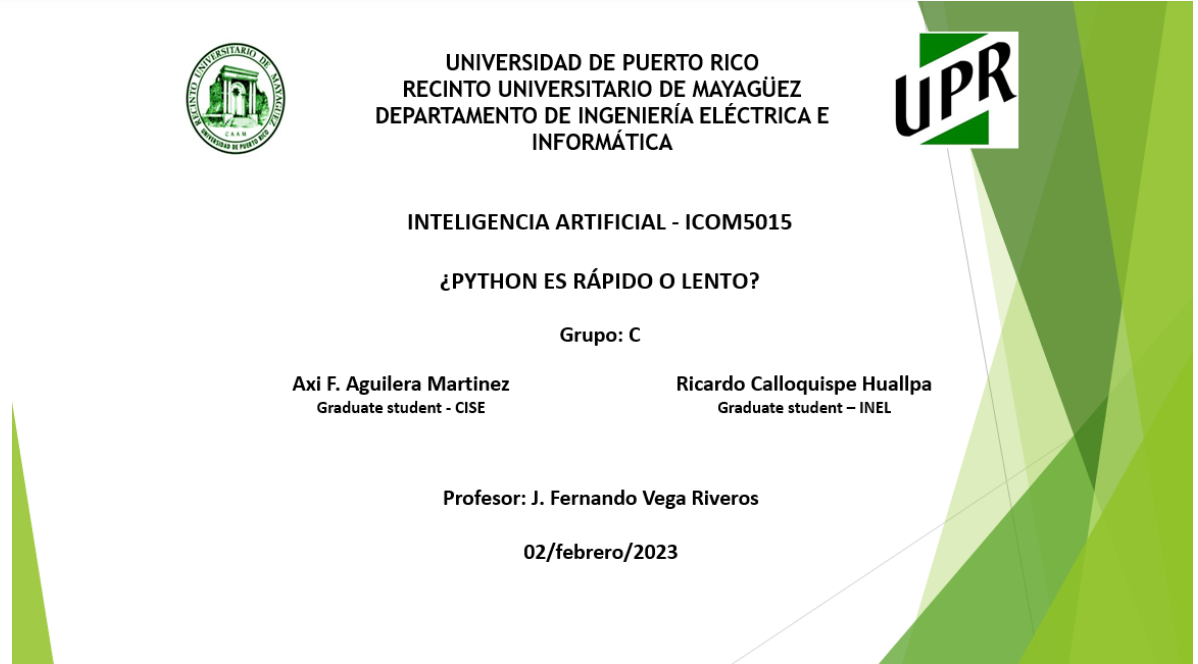 RECINTO UNIVERSITARIO DE MAYAGÜEZ
CAAM
UNIVERSIDAD DE PUERTO RICO
UNIVERSIDAD DE PUERTO RICO
RECINTO UNIVERSITARIO DE MAYAGÜEZ
DEPARTAMENTO DE INGENIERÍA ELÉCTRICA E
INFORMÁTICA
UPR
INTELIGENCIA ARTIFICIAL - ICOM5015
¿PYTHON ES RÁPIDO O LENTO?
Grupo: C
Axi F. Aguilera Martinez
Graduate student - CISE
Ricardo Calloquispe Huallpa
Graduate student – INEL
Profesor: J. Fernando Vega Riveros
02/febrero/2023